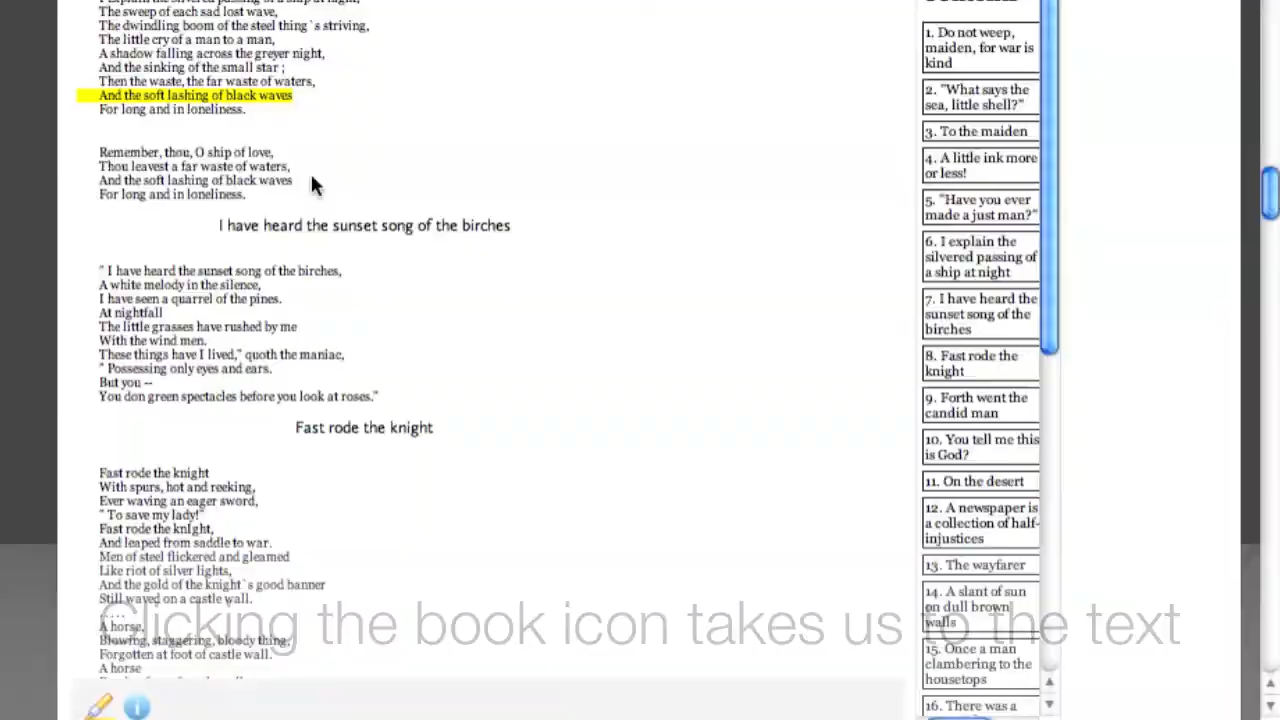 The sweep of each sad lost wave,
The dwindling boom of the steel thing`s striving,
The little cry of a man to a man,
A shadow falling across the greyer night,
And the sinking of the small star ;
Then the waste, the far waste of waters,
And the soft lashing of black waves
For long and in loneliness.
Remember, thou, O ship of love,
Thou leavest a far waste of waters,
And the soft lashing of black waves
For long and in loneliness.
I have heard the sunset song of the birches
" I have heard the sunset song of the birches,
A white melody in the silence,
I have seen a quarrel of the pines.
At nightfall
The little grasses have rushed by me
With the wind men.
These things have I lived," quoth the maniac,
" Possessing only eyes and ears.
But you --
You don green spectacles before you look at roses."
Fast rode the knight
Fast rode the knight
With spurs, hot and reeking,
Ever waving an eager sword,
" To save my lady!"
Fast rode the knight,
And leaped from saddle to war.
Men of steel flickered and gleamed
Like riot of silver lights,
And the gold of the knight`s good banner
Still waved on a castle wall.
. . . . .
A horse,
Blowing, staggering, bloody thing,
Forgotten at foot of castle wall.
A horse
1. Do not weep,
maiden, for war is
kind
2. "What says the
sea, little shell?"
3. To the maiden
4. A little ink more
or less!
5. "Have you ever
made a just man?"
6. I explain the
silvered passing of
a ship at night
7. I have heard the
sunset song of the
birches
8. Fast rode the
knight
9. Forth went the
candid man
10. You tell me this
is God?
11. On the desert
12. A newspaper is
a collection of half-
injustices
13. The wayfarer
14. A slant of sun
on dull brown
walls
15. Once a man
clambering to the
housetops
16. There was a
Clicking the book icon takes us to the text